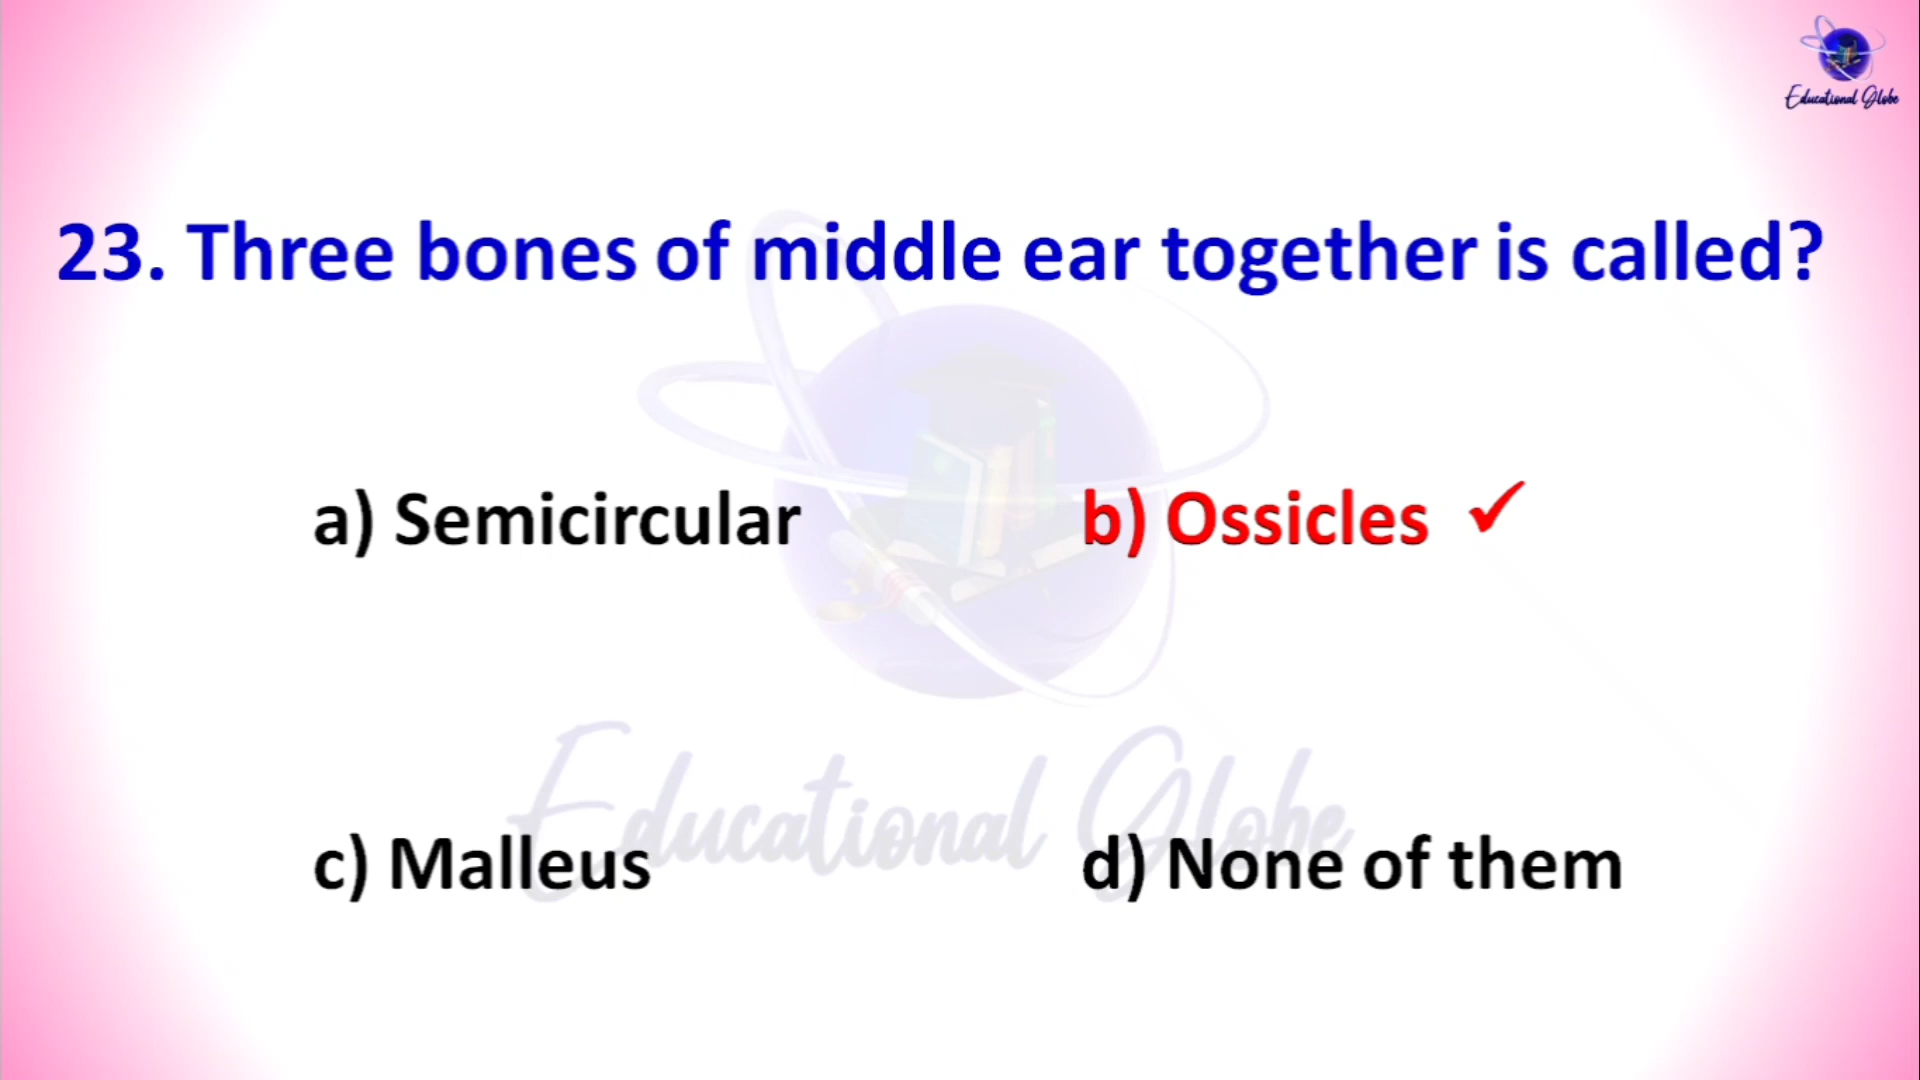 Educational Globe
23. Three bones of middle ear together is called?
a) Semicircular
b) Ossicles ✓
c) Malleus
d) None of them
Educational Globe